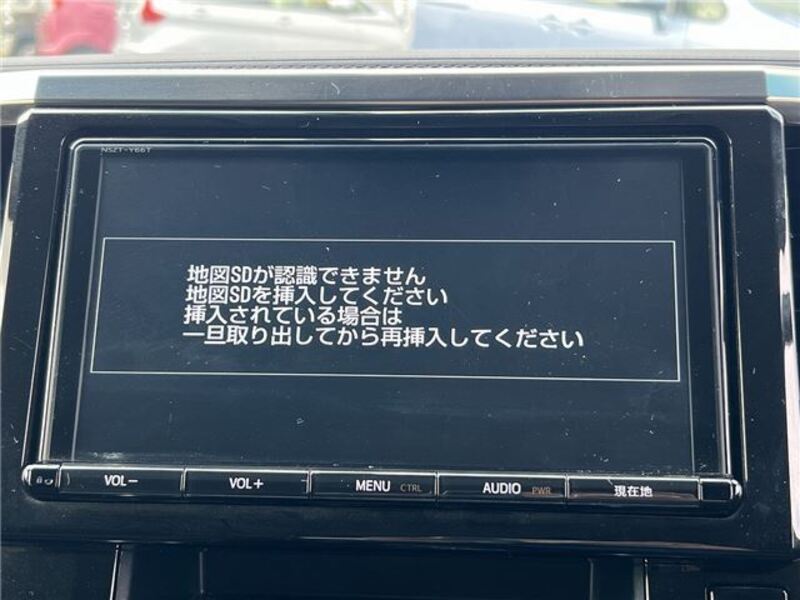 NSZT-Y66T
地図SDが認識できません
地図SDを挿入してください
挿入されている場合は
一旦取り出してから再挿入してください
VOL－ VOL＋ MENU CTRL AUDIO PWR 現在地